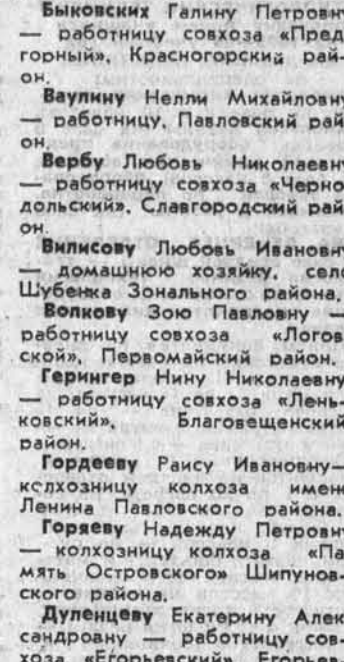 Быковских Галину Петровн
— работницу совхоза «Пред
горный», Красногорский рай-
он.
Ваулину Нелли Михайловн
— работницу, Павловский рай
он.
Вербу Любовь Николаевн
— работницу совхоза «Черно
дольский», Славгородский рай
он.
Вилисову Любовь Ивановн
— домашнюю хозяйку, село
Шубенка Зонального района.
Волкову Зою Павловну —
работницу совхоза «Логов
ской», Первомайский район.
Герингер Нину Николаевну
— работницу совхоза «Лень-
ковский», Благовещенский
район.
Гордееву Раису Ивановну—
колхозницу колхоза имени
Ленина Павловского района.
Горяеву Надежду Петровн
— колхозницу колхоза «Па
мять Островского» Шипунов-
ского района.
Дуленцеву Екатерину Алек
сандровну — работницу сов-
хоза «Егорьевский», Егорьев-